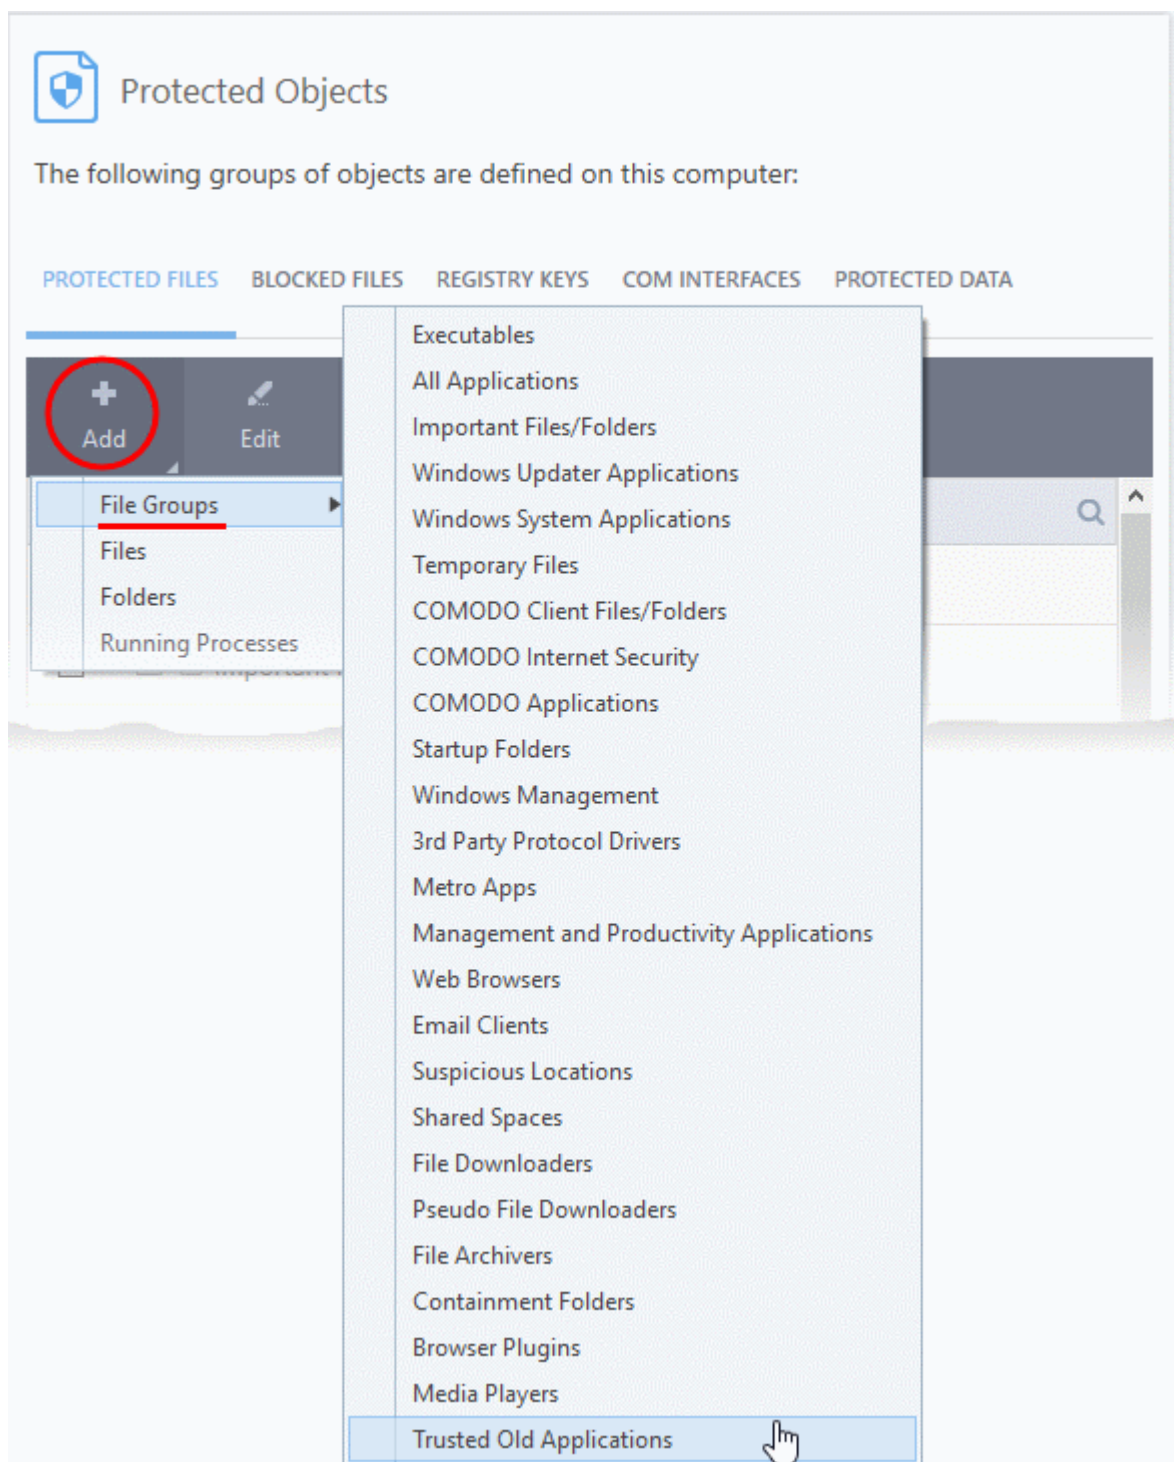 Protected Objects
The following groups of objects are defined on this computer:
PROTECTED FILES BLOCKED FILES REGISTRY KEYS COM INTERFACES PROTECTED DATA
Add Edit
File Groups
Files
Folders
Running Processes
Important
Executables
All Applications
Important Files/Folders
Windows Updater Applications
Windows System Applications
Temporary Files
COMODO Client Files/Folders
COMODO Internet Security
COMODO Applications
Startup Folders
Windows Management
3rd Party Protocol Drivers
Metro Apps
Management and Productivity Applications
Web Browsers
Email Clients
Suspicious Locations
Shared Spaces
File Downloaders
Pseudo File Downloaders
File Archivers
Containment Folders
Browser Plugins
Media Players
Trusted Old Applications